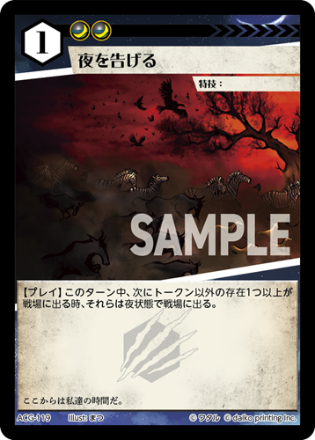 1
夜を告げる
特技：
SAMPLE
【プレイ】このターン中、次にトークン以外の存在1つ以上が
戦場に出る時、それらは夜状態で戦場に出る。
ここからは私達の時間だ。
ACG-119 Illust: まつ © ワタル © daiko printing inc.